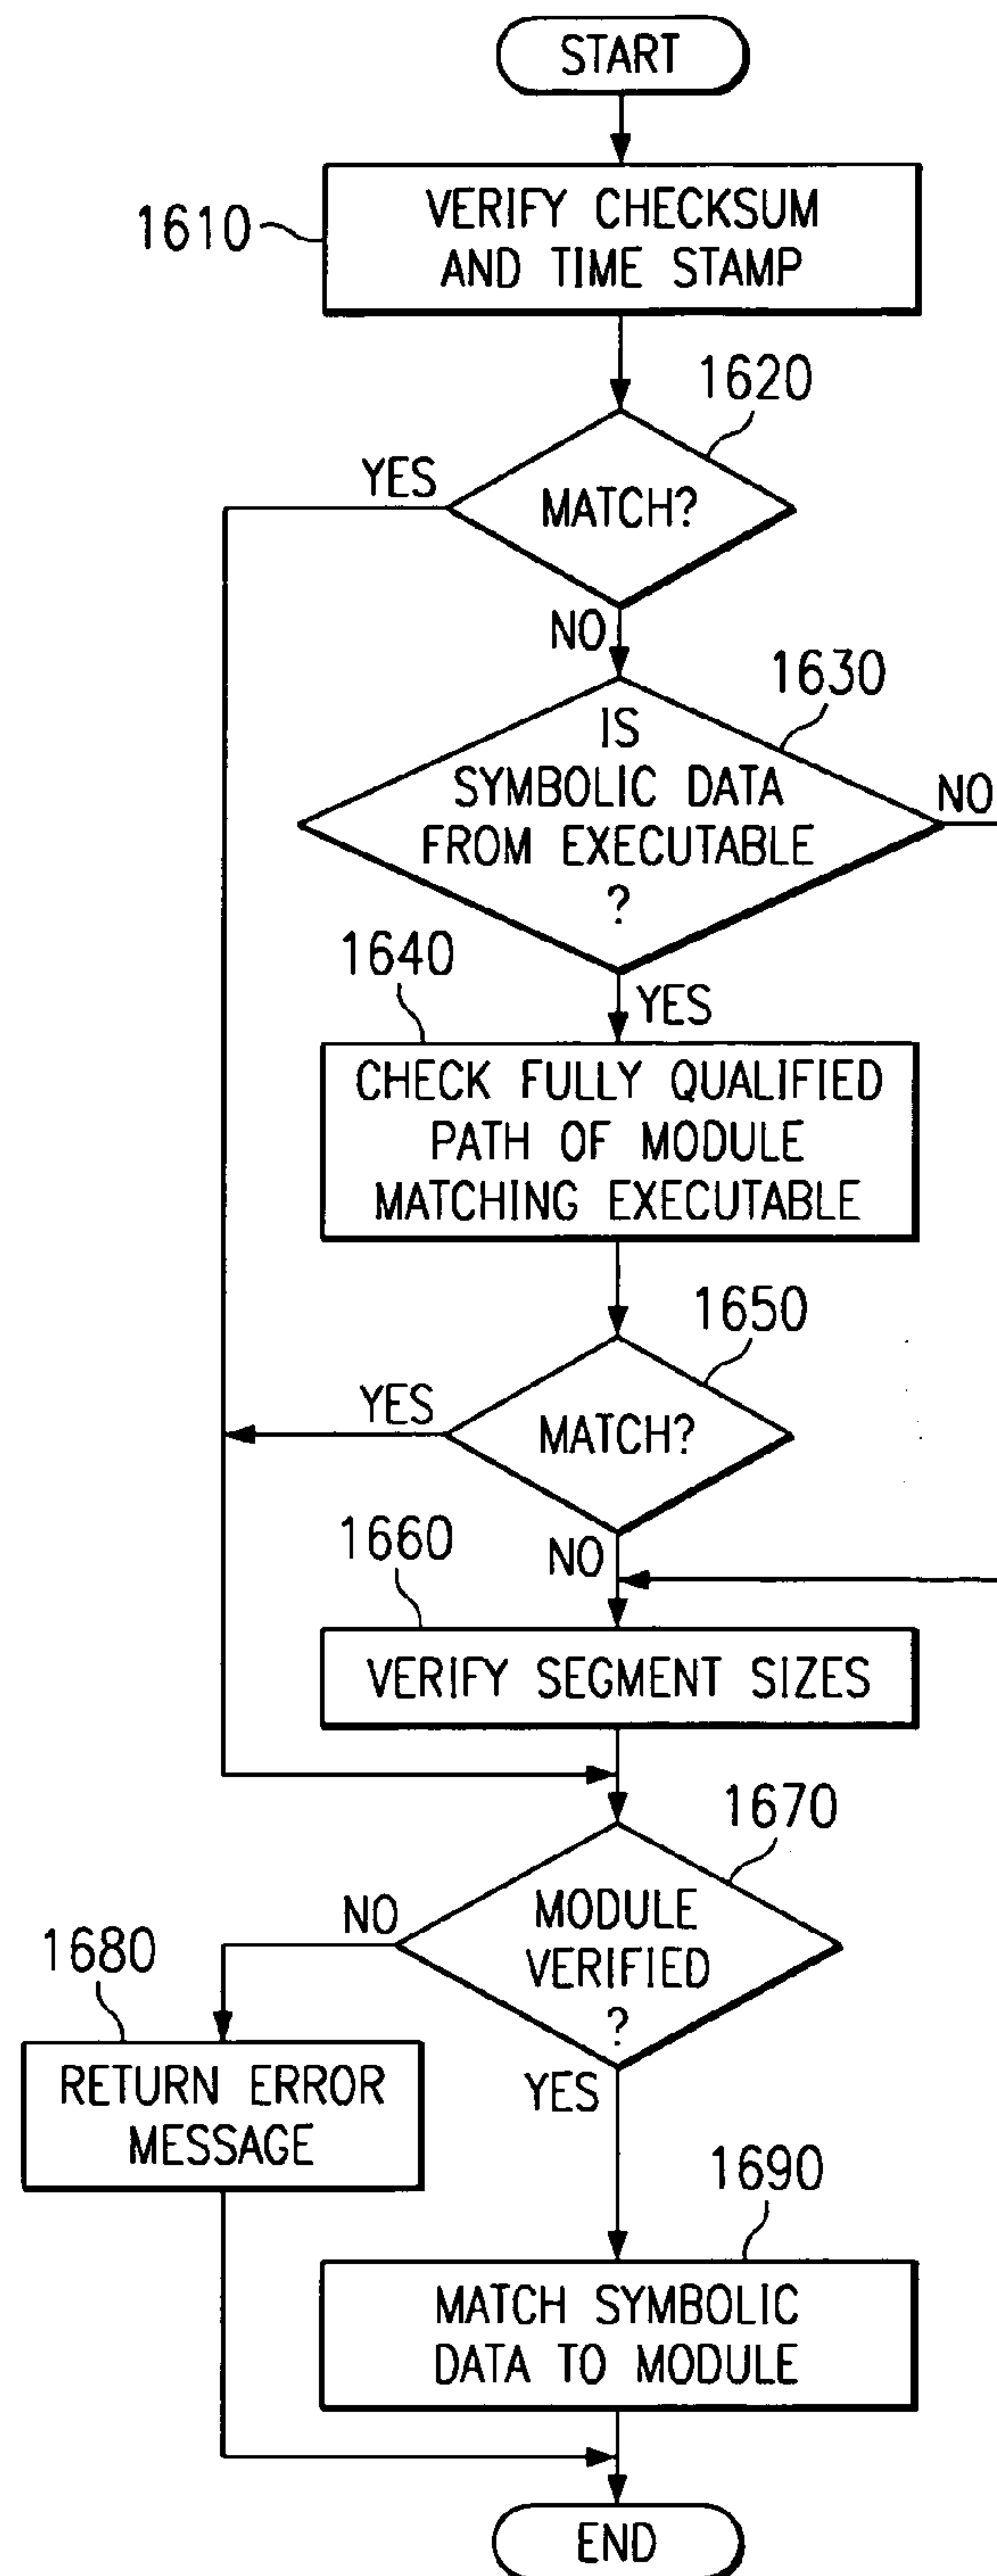 START
VERIFY CHECKSUM
AND TIME STAMP
1610
1620
YES
MATCH?
NO
1630
IS
SYMBOLIC DATA
FROM EXECUTABLE
?
NO
1640
YES
CHECK FULLY QUALIFIED
PATH OF MODULE
MATCHING EXECUTABLE
1650
YES
MATCH?
NO
1660
VERIFY SEGMENT SIZES
1670
NO
MODULE
VERIFIED
?
1680
YES
RETURN ERROR
MESSAGE
1690
MATCH SYMBOLIC
DATA TO MODULE
END